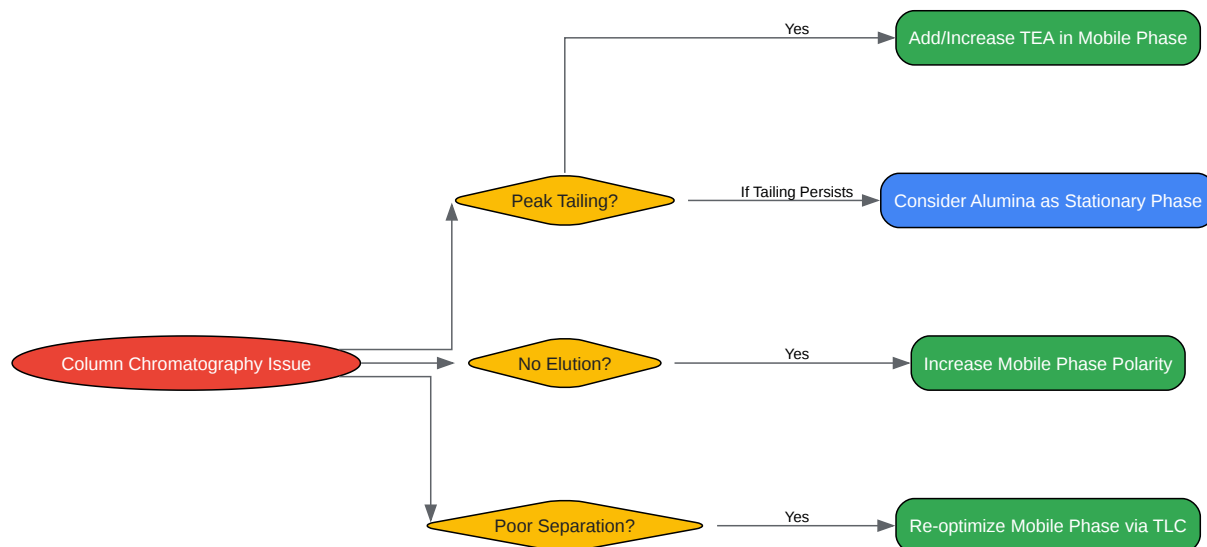 Yes
Add/Increase TEA in Mobile Phase
Peak Tailing?
If Tailing Persists
Consider Alumina as Stationary Phase
Column Chromatography Issue
No Elution?
Yes
Increase Mobile Phase Polarity
Poor Separation?
Yes
Re-optimize Mobile Phase via TLC